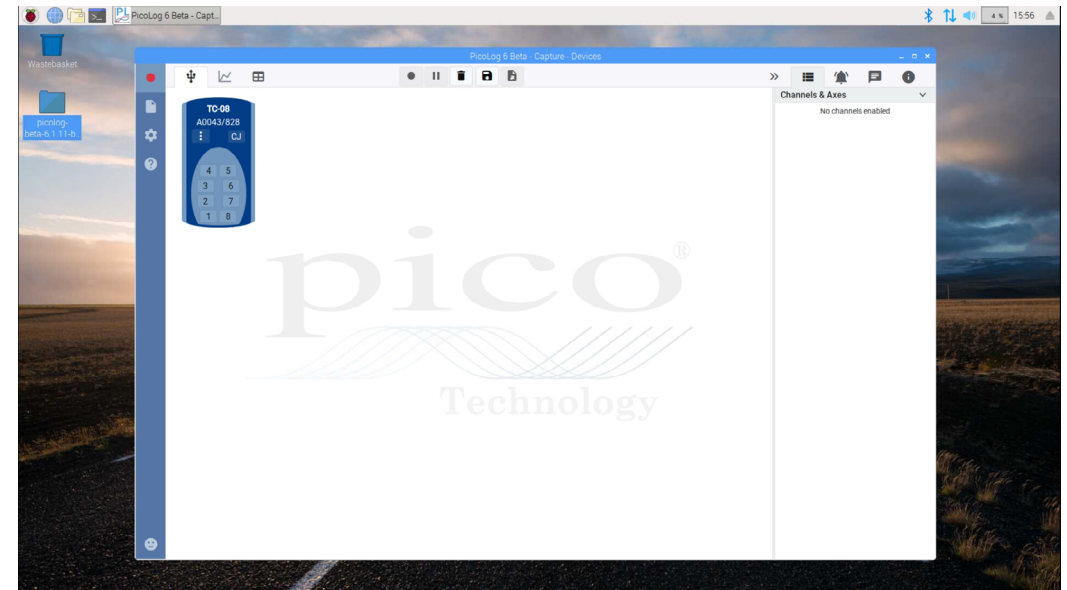 PicoLog 6 Beta - Capt...
4 %
15:56
Wastebasket
picolog-
beta-6.1.11-b...
PicoLog 6 Beta - Capture - Devices
TC-08
A0043/828
CJ
4 5
3 6
2 7
1 8
Channels & Axes
No channels enabled
pico®
Technology